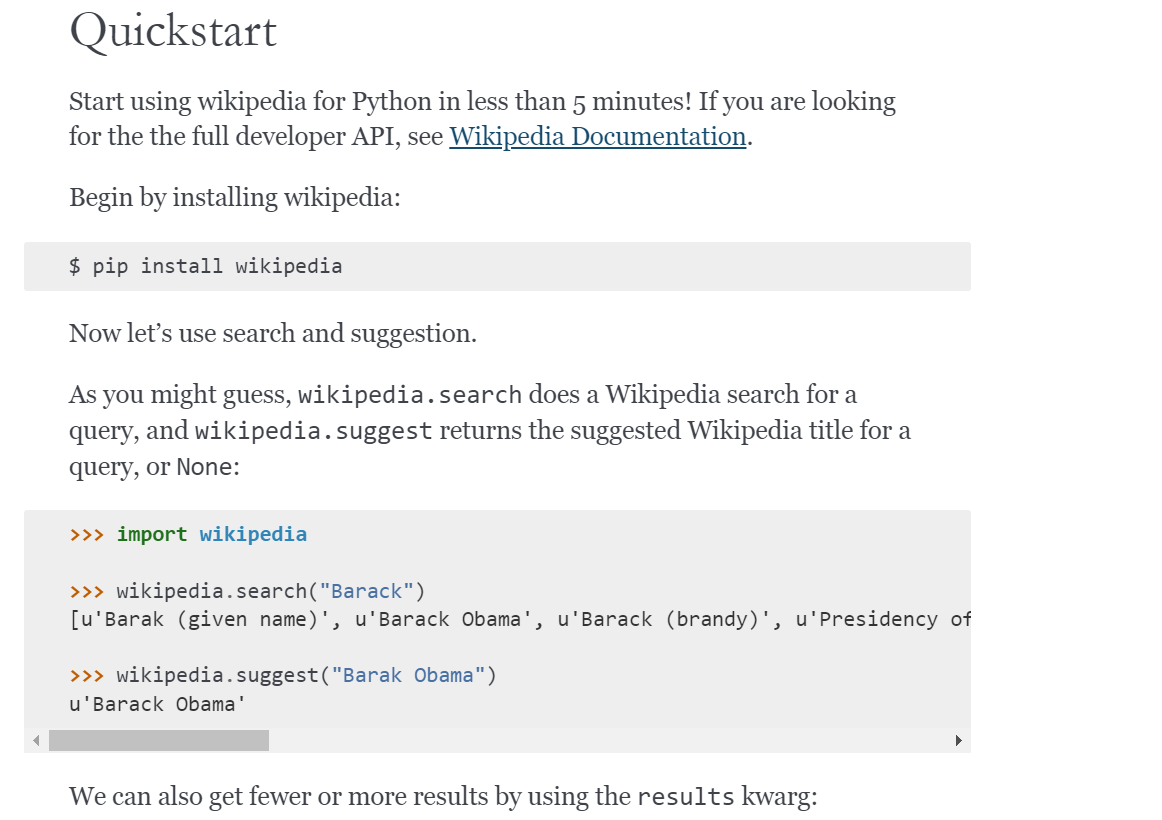 Quickstart
Start using wikipedia for Python in less than 5 minutes! If you are looking
for the the full developer API, see Wikipedia Documentation.
Begin by installing wikipedia:
$ pip install wikipedia
Now let’s use search and suggestion.
As you might guess, wikipedia.search does a Wikipedia search for a
query, and wikipedia.suggest returns the suggested Wikipedia title for a
query, or None:
>>> import wikipedia
>>> wikipedia.search("Barack")
[u'Barak (given name)', u'Barack Obama', u'Barack (brandy)', u'Presidency of
>>> wikipedia.suggest("Barak Obama")
u'Barack Obama'
We can also get fewer or more results by using the results kwarg: